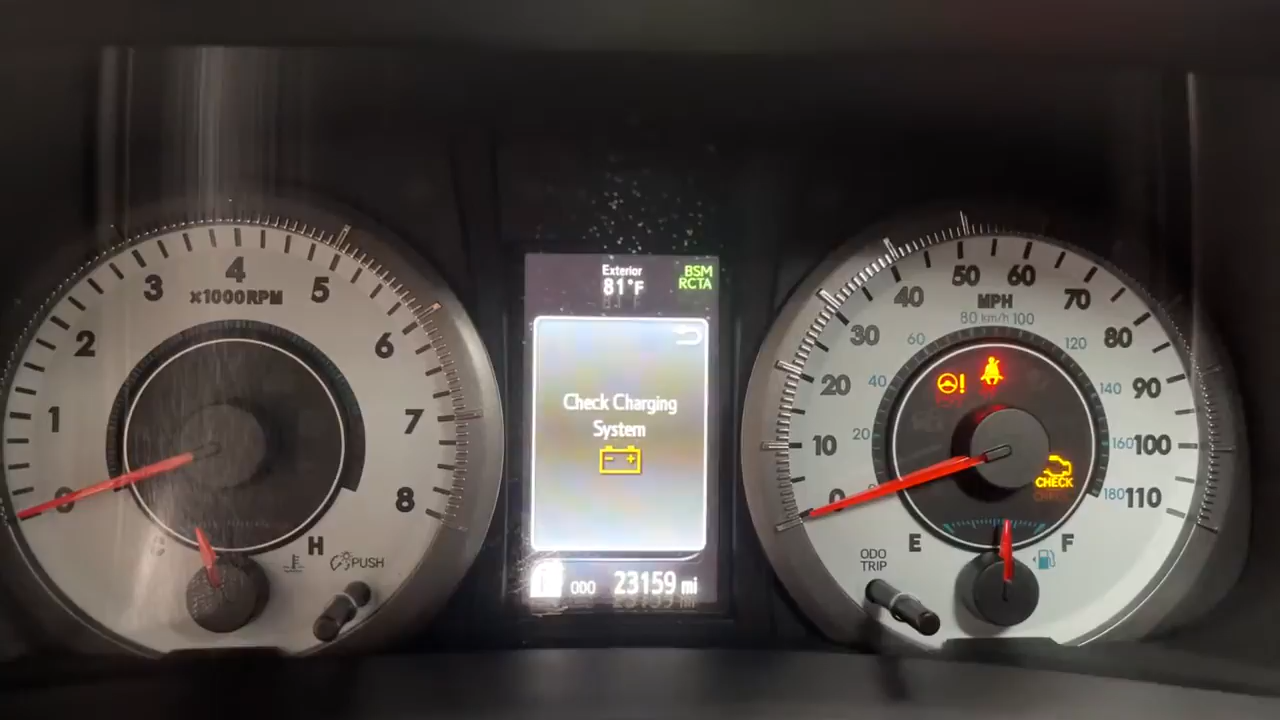 4
3
5
x1000RPM
2
6
1
7
0
8
H
PUSH
Exterior
81°F
BSM
RCTA
Check Charging
System
- +
ODO 23159 mi
50 60
40 70
MPH
80 km/h 100
30 80
60 120
20 90
40 140
!
10 100
20 160
CHECK
0 110
180
E F
ODO
TRIP